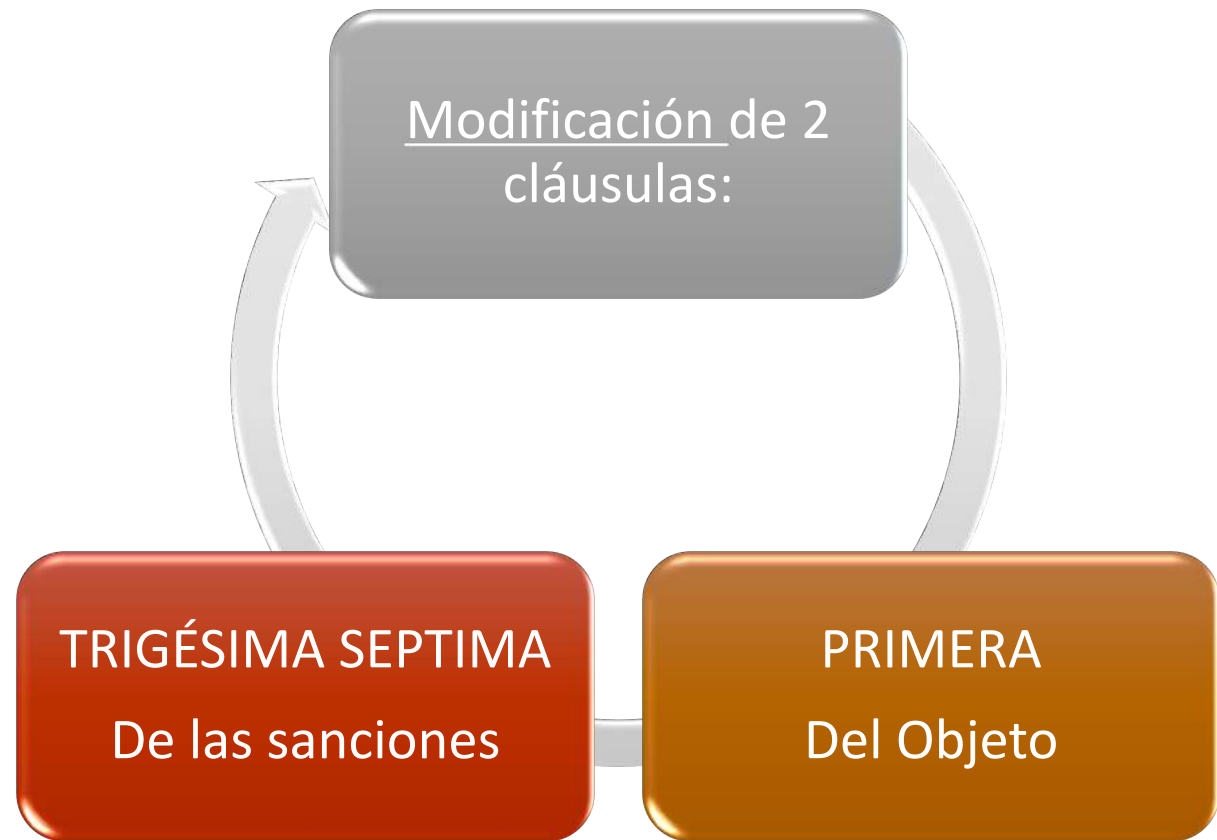 Modificación de 2
cláusulas:
PRIMERA
Del Objeto
TRIGÉSIMA SEPTIMA
De las sanciones